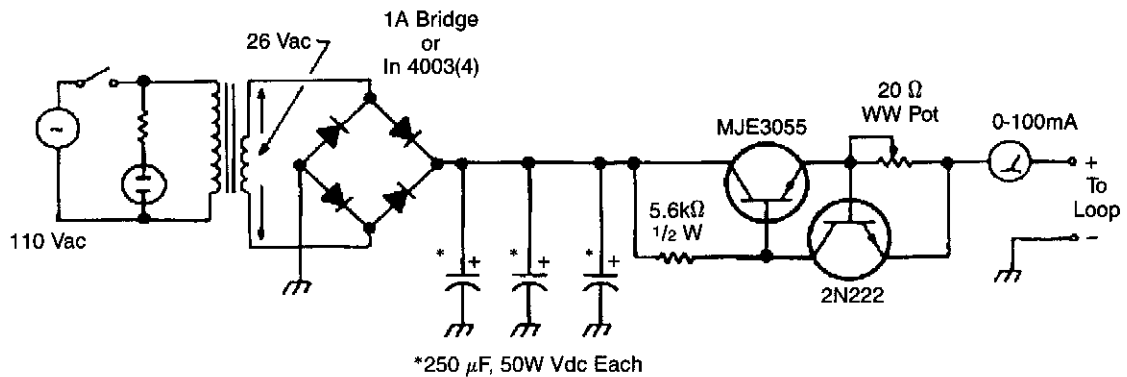 1A Bridge
or
In 4003(4)
26 Vac
110 Vac
MJE3055
20 Ω
WW Pot
0-100mA
+
To
Loop
-
5.6kΩ
1/2 W
2N222
* +
* +
* +
*250 μF, 50W Vdc Each